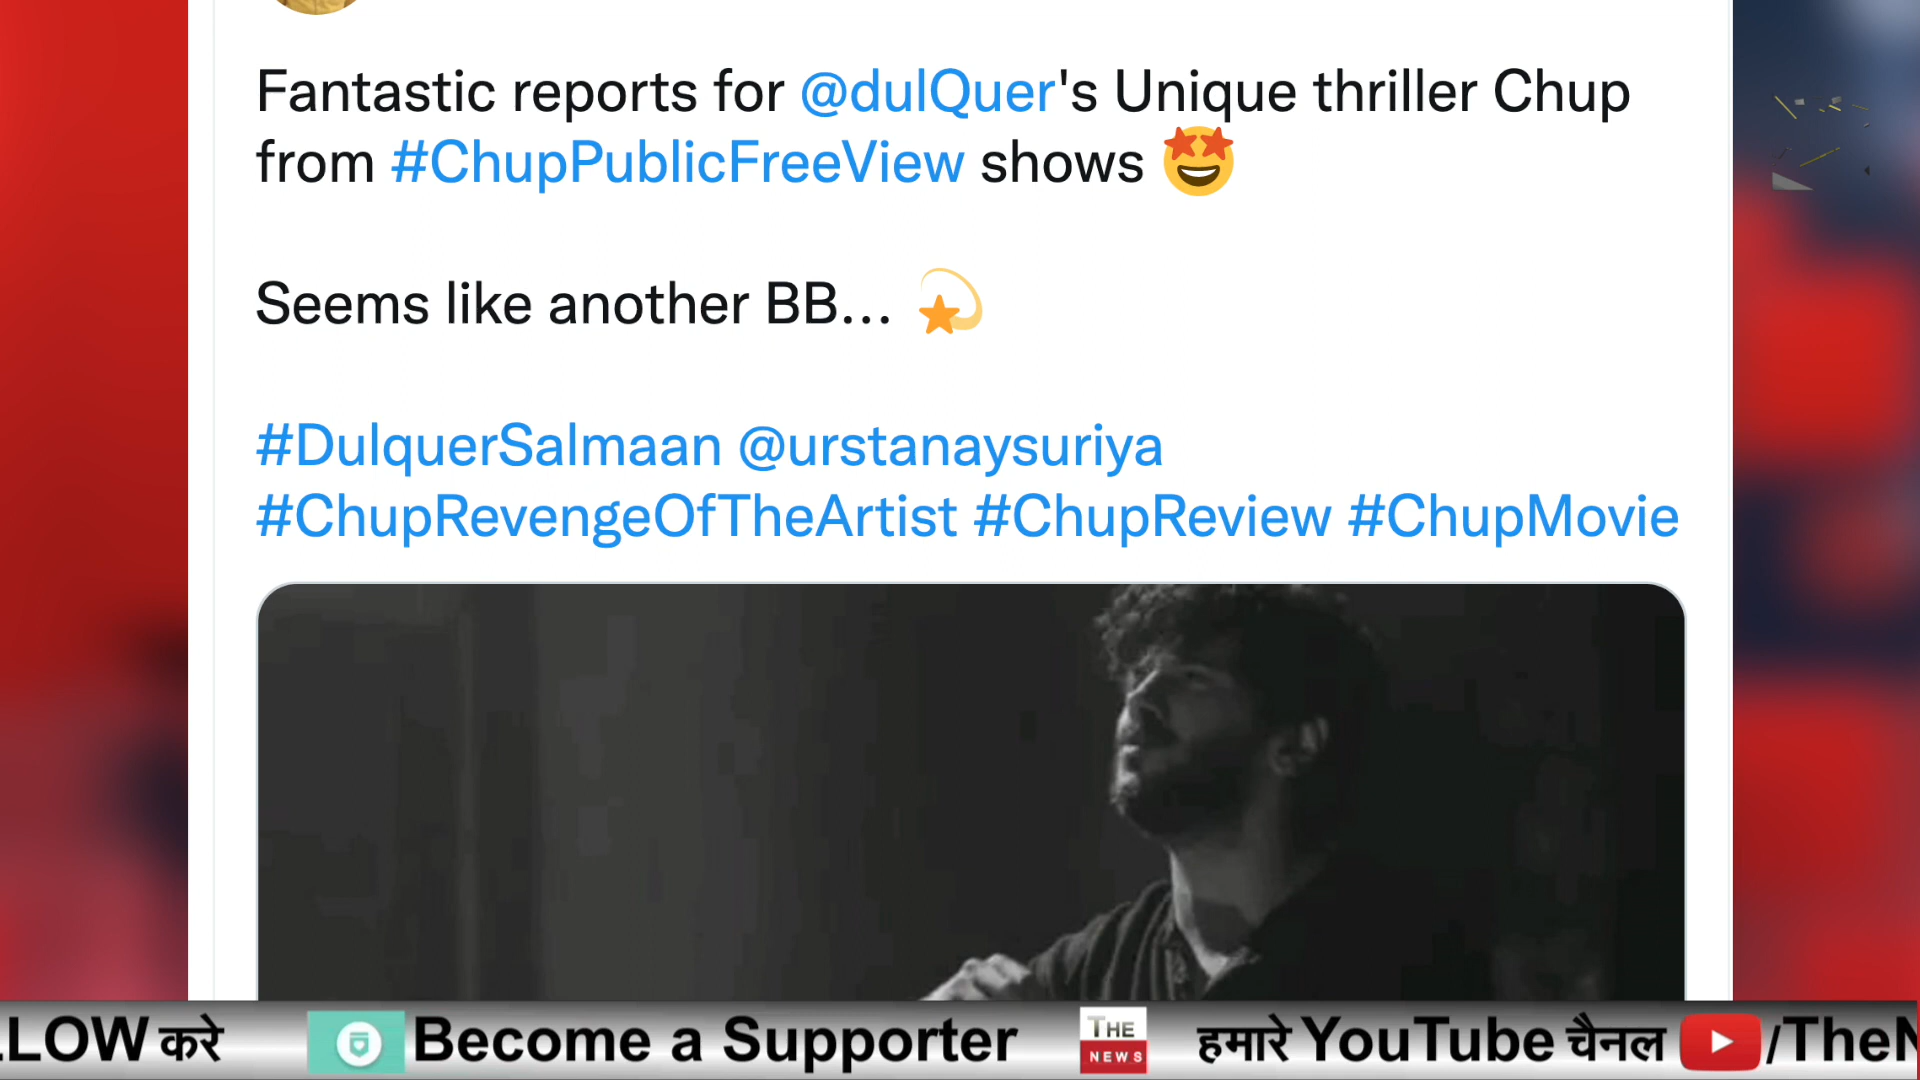 Fantastic reports for @dulQuer's Unique thriller Chup
from #ChupPublicFreeView shows 🤩
Seems like another BB... 💫
#DulquerSalmaan @urstanaysuriya
#ChupRevengeOfTheArtist #ChupReview #ChupMovie
LLOW करे Become a Supporter THE NEWS हमारे YouTube चैनल /TheN